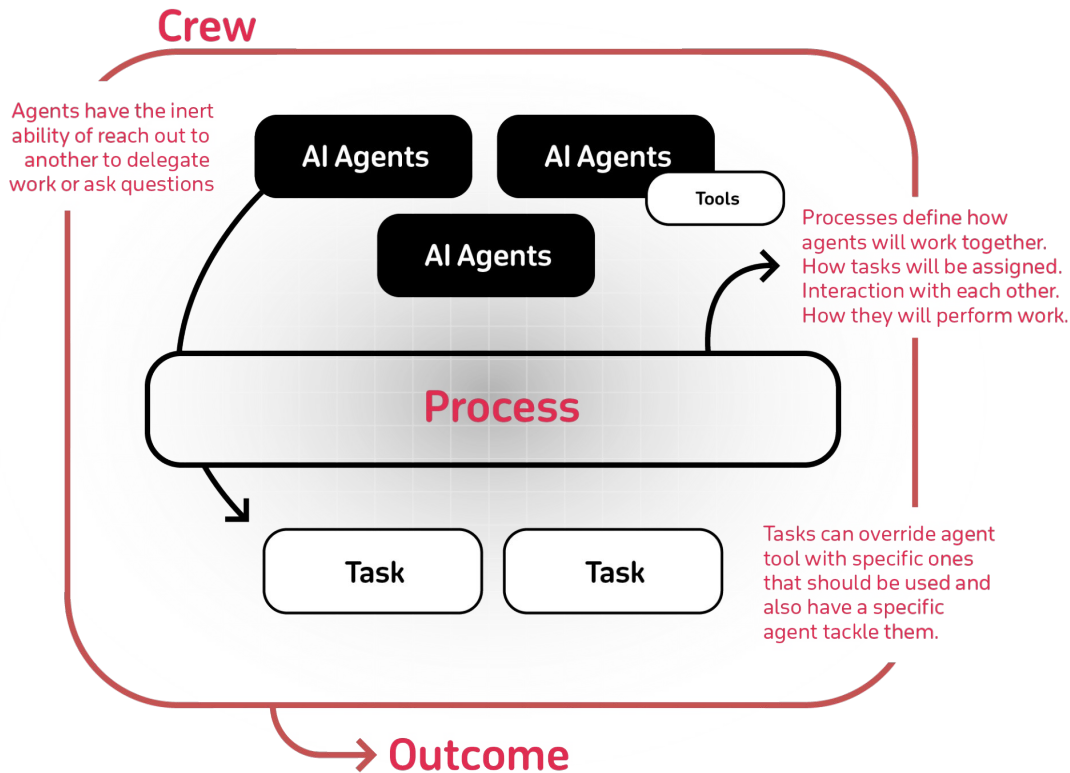 Crew
Agents have the inert
ability of reach out to
another to delegate
work or ask questions
AI Agents
AI Agents
Tools
AI Agents
Processes define how
agents will work together.
How tasks will be assigned.
Interaction with each other.
How they will perform work.
Process
Task
Task
Tasks can override agent
tool with specific ones
that should be used and
also have a specific
agent tackle them.
Outcome